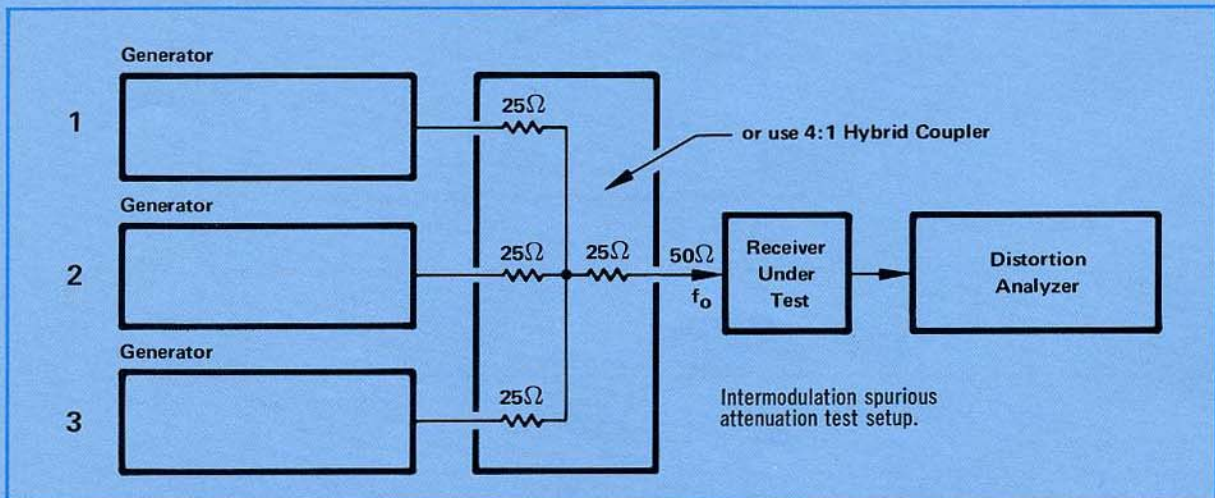 Generator
1
25Ω
or use 4:1 Hybrid Coupler
Generator
2
25Ω
25Ω
50Ω
fo
Receiver
Under
Test
Distortion
Analyzer
Generator
3
25Ω
Intermodulation spurious
attenuation test setup.